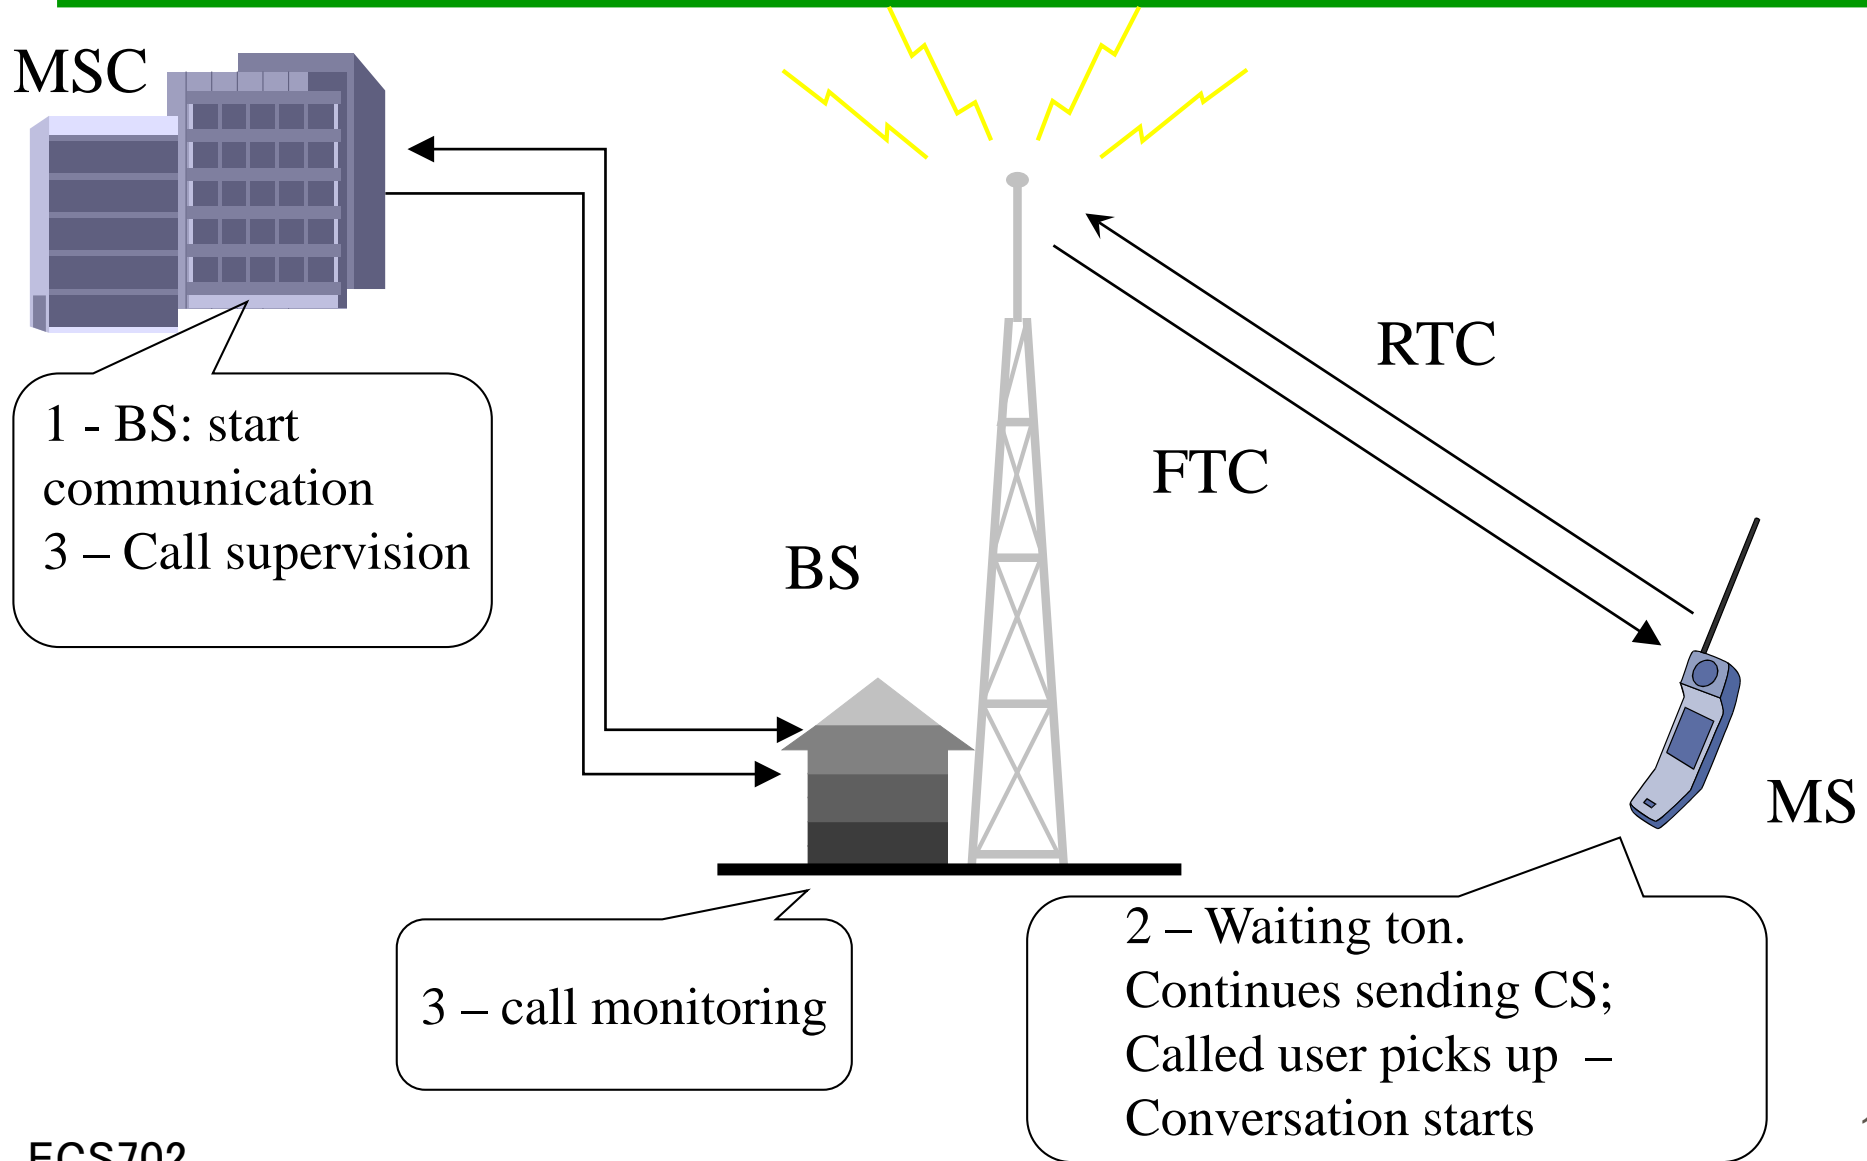 MSC
1 - BS: start
communication
3 – Call supervision
RTC
FTC
BS
MS
3 – call monitoring
2 – Waiting ton.
Continues sending CS;
Called user picks up –
Conversation starts
ECS702